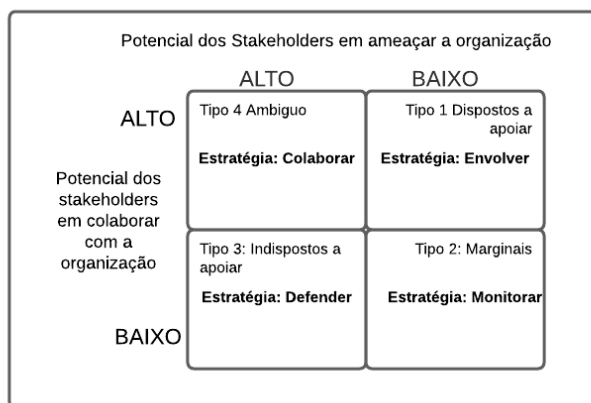 Potencial dos Stakeholders em ameaçar a organização
ALTO
BAIXO
ALTO
Tipo 4 Ambiguo
Estratégia: Colaborar
Tipo 1 Dispostos a
apoiar
Estratégia: Envolver
Potencial dos
stakeholders
em colaborar
com a
organização
Tipo 3: Indispostos a
apoiar
Estratégia: Defender
Tipo 2: Marginais
Estratégia: Monitorar
BAIXO